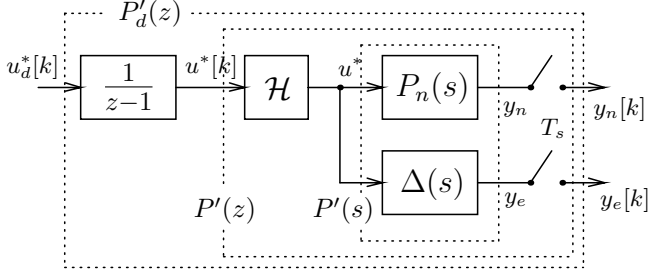 P′_d(z)
u*_d[k]
1
z−1
u*[k]
ℋ
u*
P_n(s)
y_n
y_n[k]
T_s
Δ(s)
y_e
y_e[k]
P′(z)
P′(s)